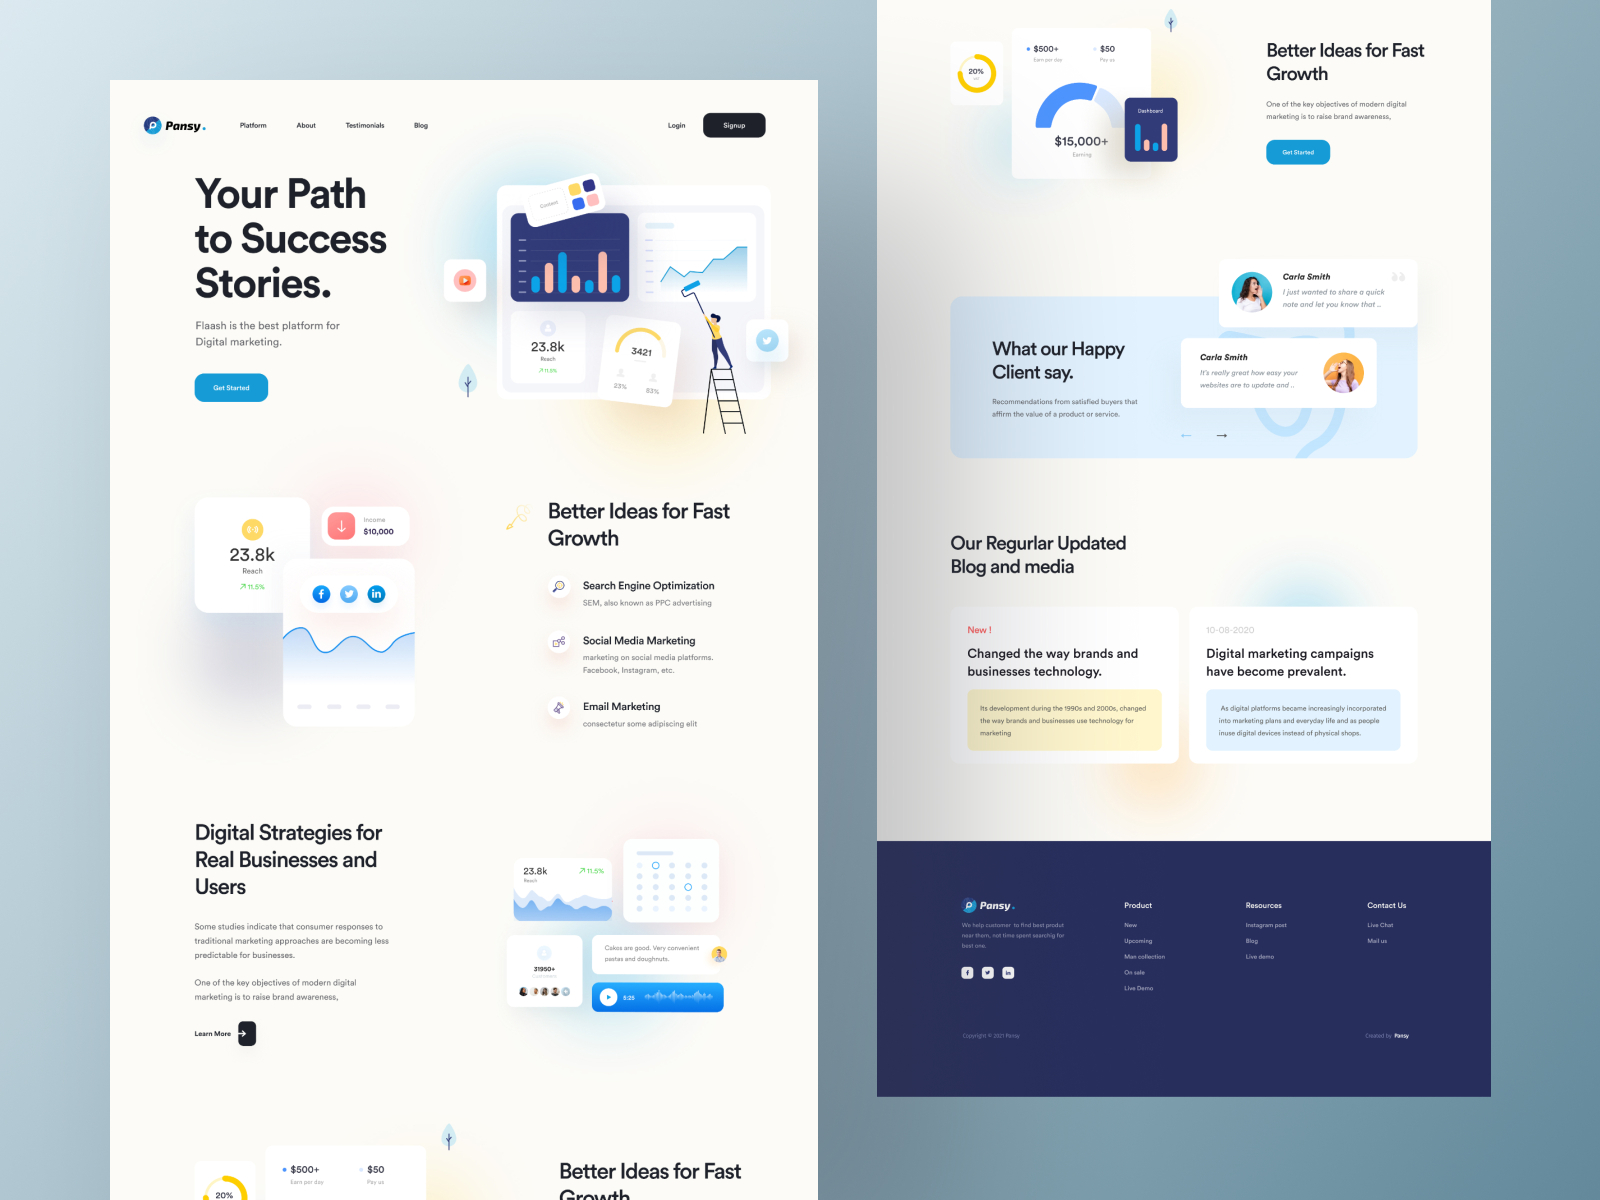 Pansy.
Platform
About
Testimonials
Blog
Login
Signup
Your Path
to Success
Stories.
Flaash is the best platform for
Digital marketing.
Get Started
Content
23.8k
Reach
11.5%
3421
23%
83%
23.8k
Reach
11.5%
Income
$10,000
Better Ideas for Fast
Growth
Search Engine Optimization
SEM, also known as PPC advertising
Social Media Marketing
marketing on social media platforms.
Facebook, Instagram, etc.
Email Marketing
consectetur some adipiscing elit
Digital Strategies for
Real Businesses and
Users
Some studies indicate that consumer responses to
traditional marketing approaches are becoming less
predictable for businesses.
One of the key objectives of modern digital
marketing is to raise brand awareness,
Learn More
23.8k
Reach
11.5%
31950+
Cakes are good. Very convenient
pastas and doughnuts.
5:25
20%
$500+
Earn per day
$50
Pay us
Better Ideas for Fast
Growth
20%
$500+
Earn per day
$50
Pay us
$15,000+
Earning
Dashboard
Better Ideas for Fast
Growth
One of the key objectives of modern digital
marketing is to raise brand awareness,
Get Started
What our Happy
Client say.
Recommendations from satisfied buyers that
affirm the value of a product or service.
Carla Smith
I just wanted to share a quick
note and let you know that ..
Carla Smith
It's really great how easy your
websites are to update and ..
Our Regurlar Updated
Blog and media
New !
Changed the way brands and
businesses technology.
Its development during the 1990s and 2000s, changed
the way brands and businesses use technology for
marketing
10-08-2020
Digital marketing campaigns
have become prevalent.
As digital platforms became increasingly incorporated
into marketing plans and everyday life and as people
inuse digital devices instead of physical shops.
Pansy.
We help customer to find best produt
near them, not time spent searchig for
best one.
Product
New
Upcoming
Man collection
On sale
Live Demo
Resources
Instagram post
Blog
Live demo
Contact Us
Live Chat
Mail us
Copyright © 2021 Pansy
Created by Pansy